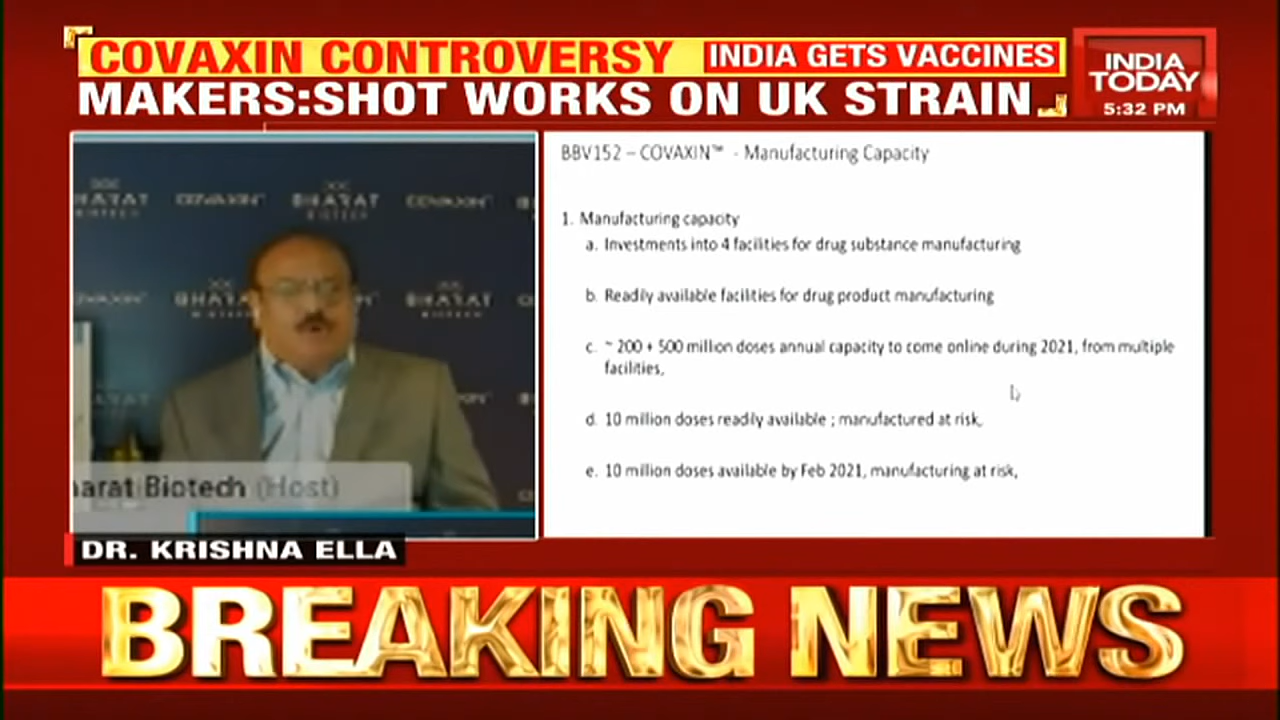 COVAXIN CONTROVERSY
INDIA GETS VACCINES
MAKERS:SHOT WORKS ON UK STRAIN
INDIA
TODAY
5:32 PM
BHARAT
BIOTECH
COVAXIN
BHARAT
BIOTECH
arat Biotech (Host)
DR. KRISHNA ELLA
BBV152 – COVAXIN™ - Manufacturing Capacity
1. Manufacturing capacity
a. Investments into 4 facilities for drug substance manufacturing
b. Readily available facilities for drug product manufacturing
c. ~ 200 + 500 million doses annual capacity to come online during 2021, from multiple
facilities,
d. 10 million doses readily available ; manufactured at risk,
e. 10 million doses available by Feb 2021, manufacturing at risk,
BREAKING NEWS